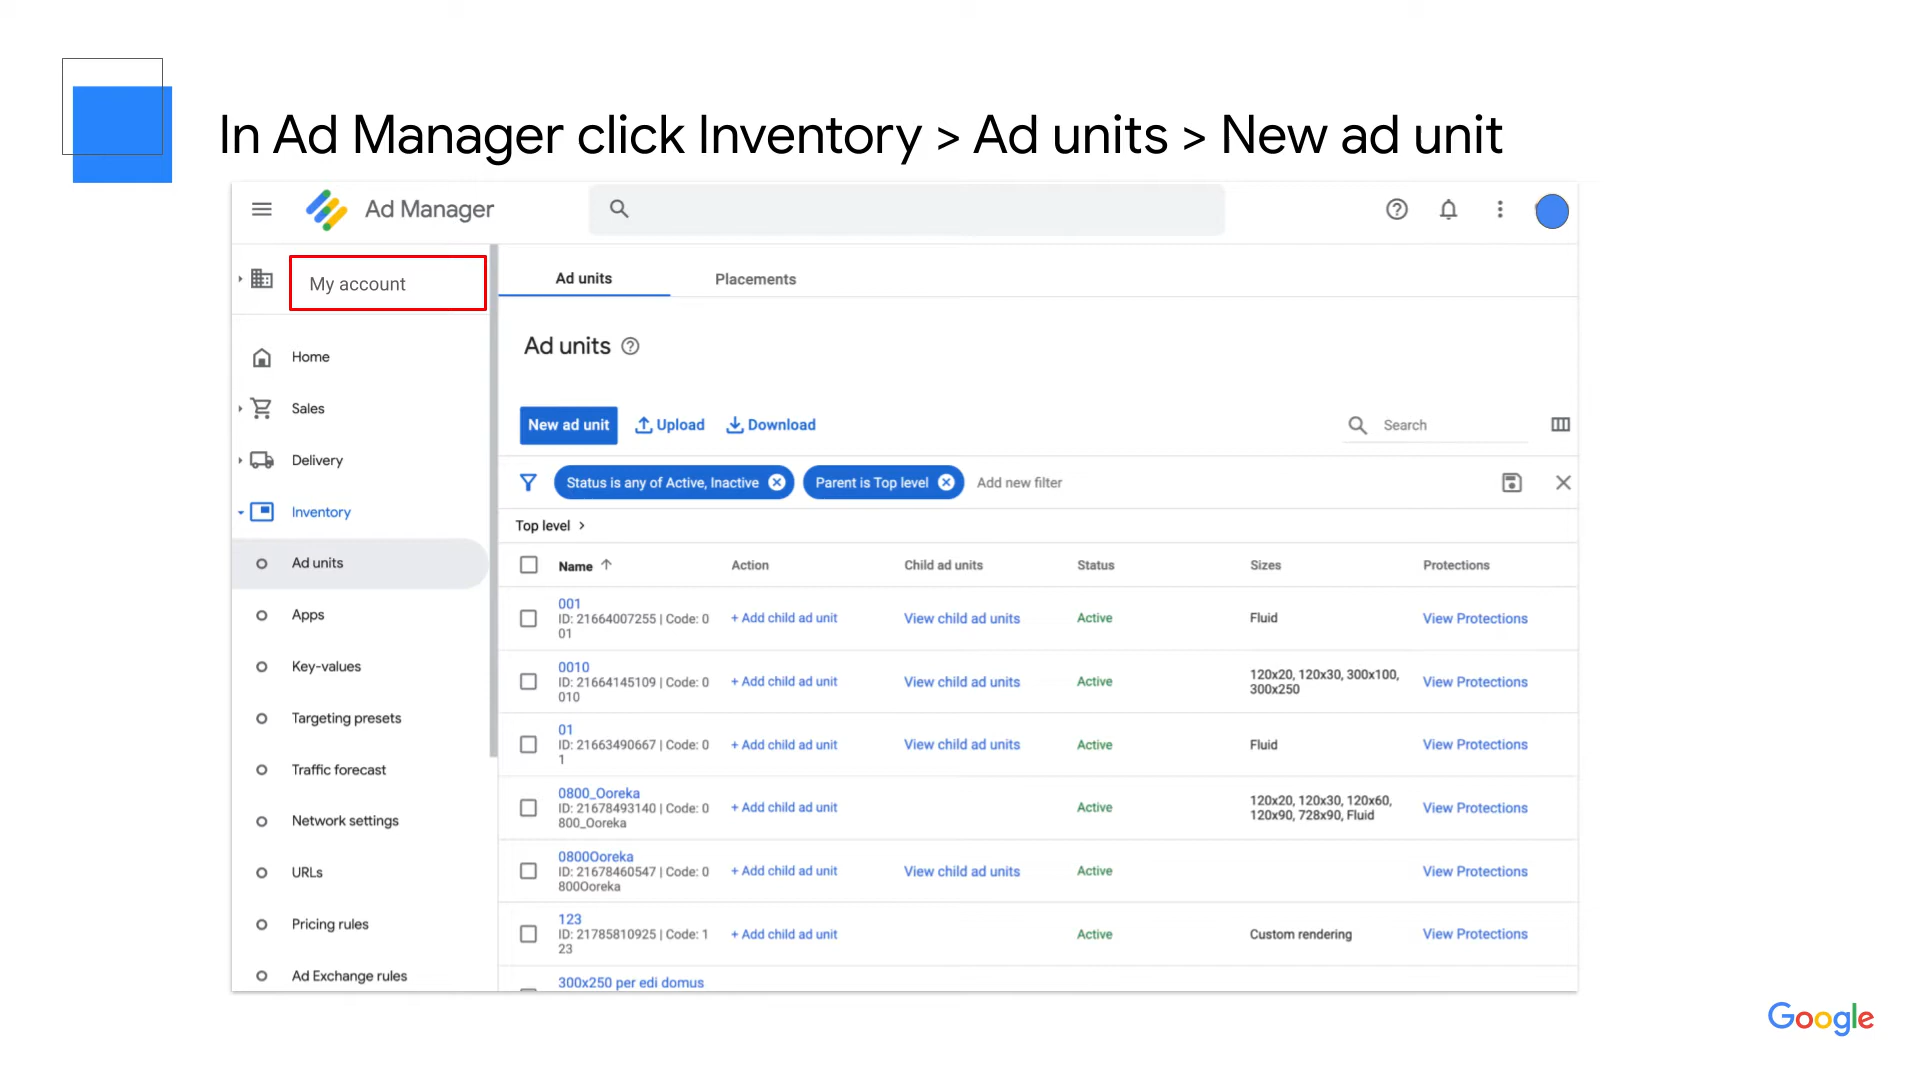 In Ad Manager click Inventory > Ad units > New ad unit
Ad Manager
My account
Home
Sales
Delivery
Inventory
Ad units
Apps
Key-values
Targeting presets
Traffic forecast
Network settings
URLs
Pricing rules
Ad Exchange rules
Ad units Placements
Ad units
New ad unit Upload Download Search
Status is any of Active, Inactive Parent is Top level Add new filter
Top level >
Name Action Child ad units Status Sizes Protections
001
ID: 21664007255 | Code: 0
01
+ Add child ad unit View child ad units Active Fluid View Protections
0010
ID: 21664145109 | Code: 0
010
+ Add child ad unit View child ad units Active
120x20, 120x30, 300x100,
300x250
View Protections
01
ID: 21663490667 | Code: 0
1
+ Add child ad unit View child ad units Active Fluid View Protections
0800_Ooreka
ID: 21678493140 | Code: 0
800_Ooreka
+ Add child ad unit Active
120x20, 120x30, 120x60,
120x90, 728x90, Fluid
View Protections
0800Ooreka
ID: 21678460547 | Code: 0
800Ooreka
+ Add child ad unit View child ad units Active View Protections
123
ID: 21785810925 | Code: 1
23
+ Add child ad unit Active Custom rendering View Protections
300x250 per edi domus
Google